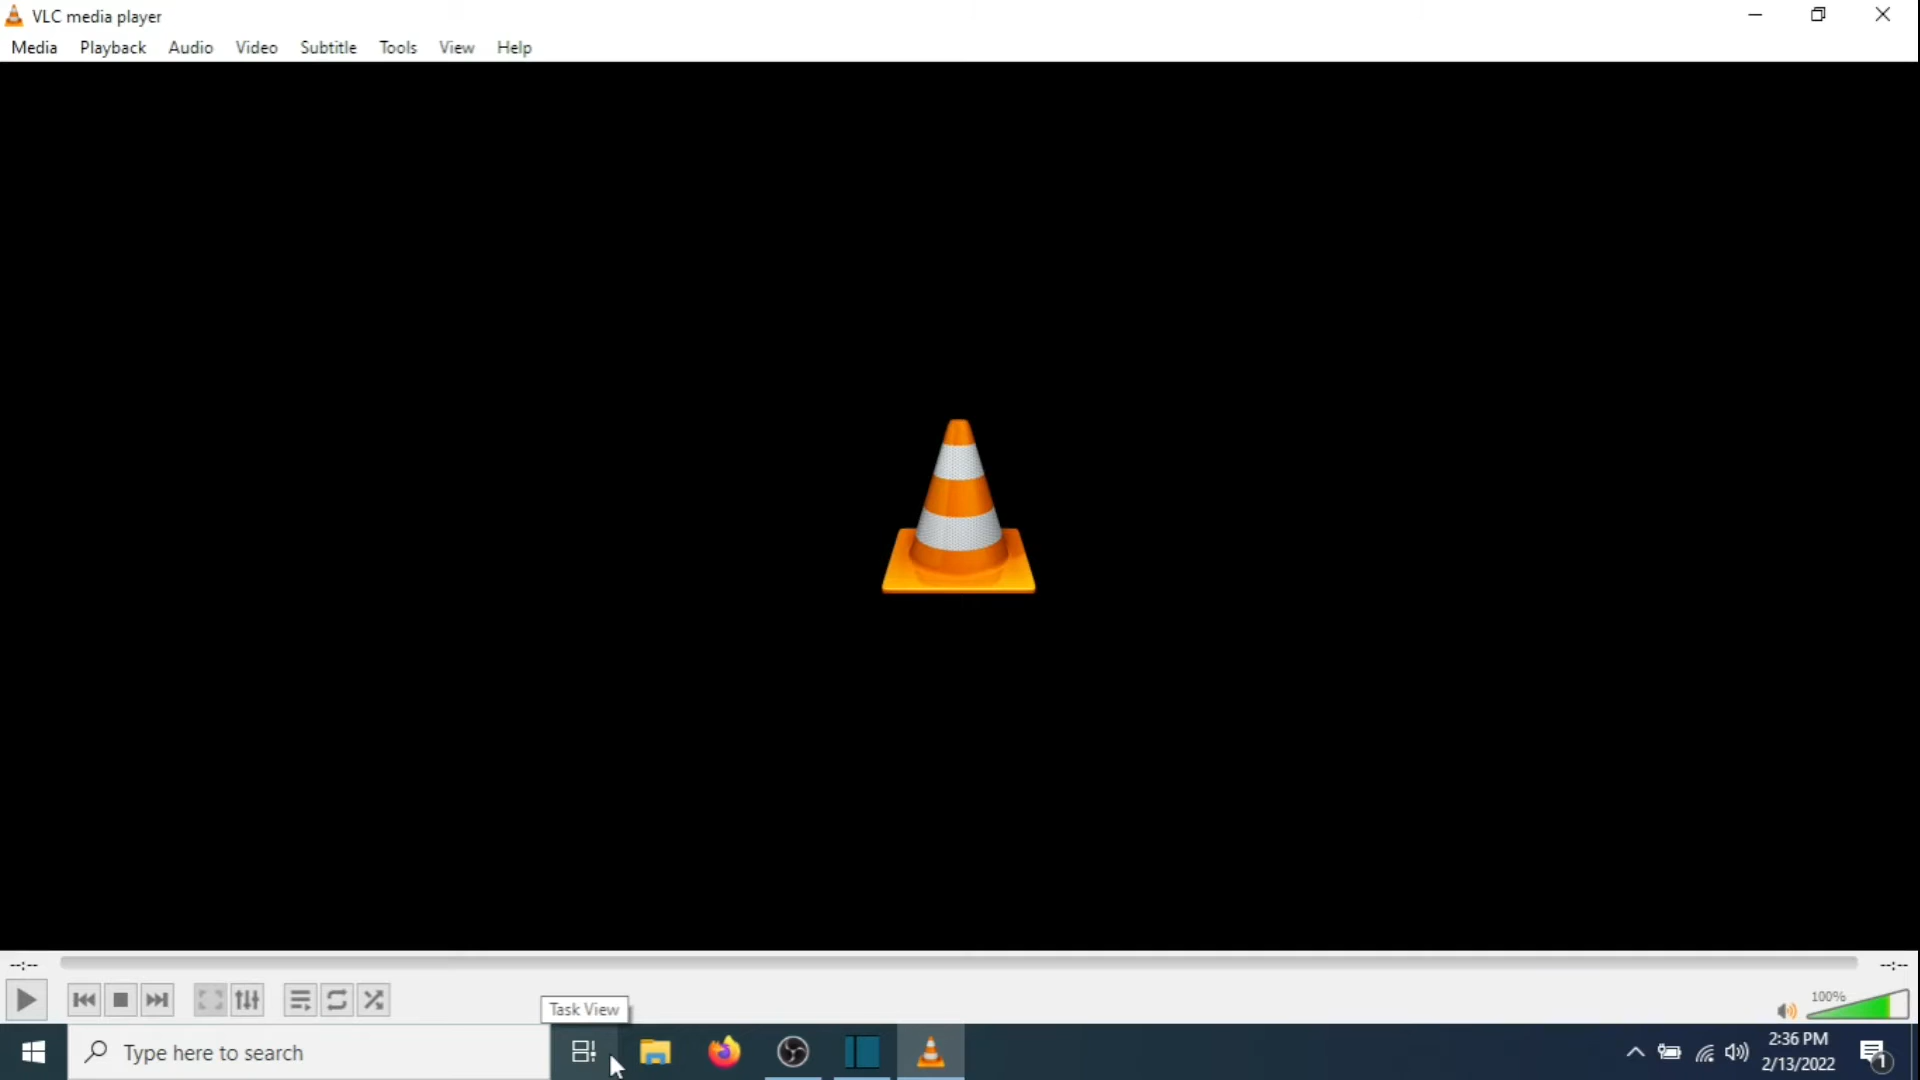 VLC media player
Media Playback Audio Video Subtitle Tools View Help
--:-- --:--
100%
Task View
Type here to search
2:36 PM
2/13/2022
1